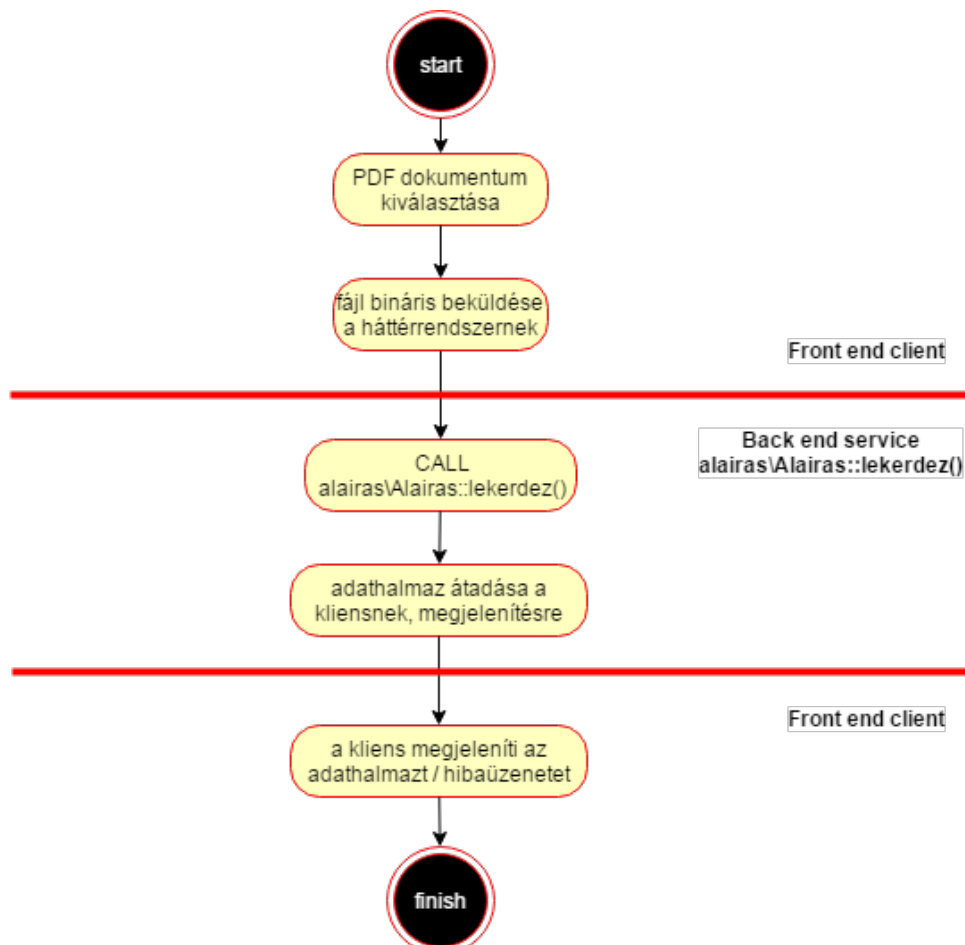 start
PDF dokumentum
kiválasztása
fájl bináris beküldése
a háttérrendszernek
Front end client
Back end service
alairas\Alairas::lekerdez()
CALL
alairas\Alairas::lekerdez()
adathalmaz átadása a
kliensnek, megjelenítésre
Front end client
a kliens megjeleníti az
adathalmazt / hibaüzenetet
finish